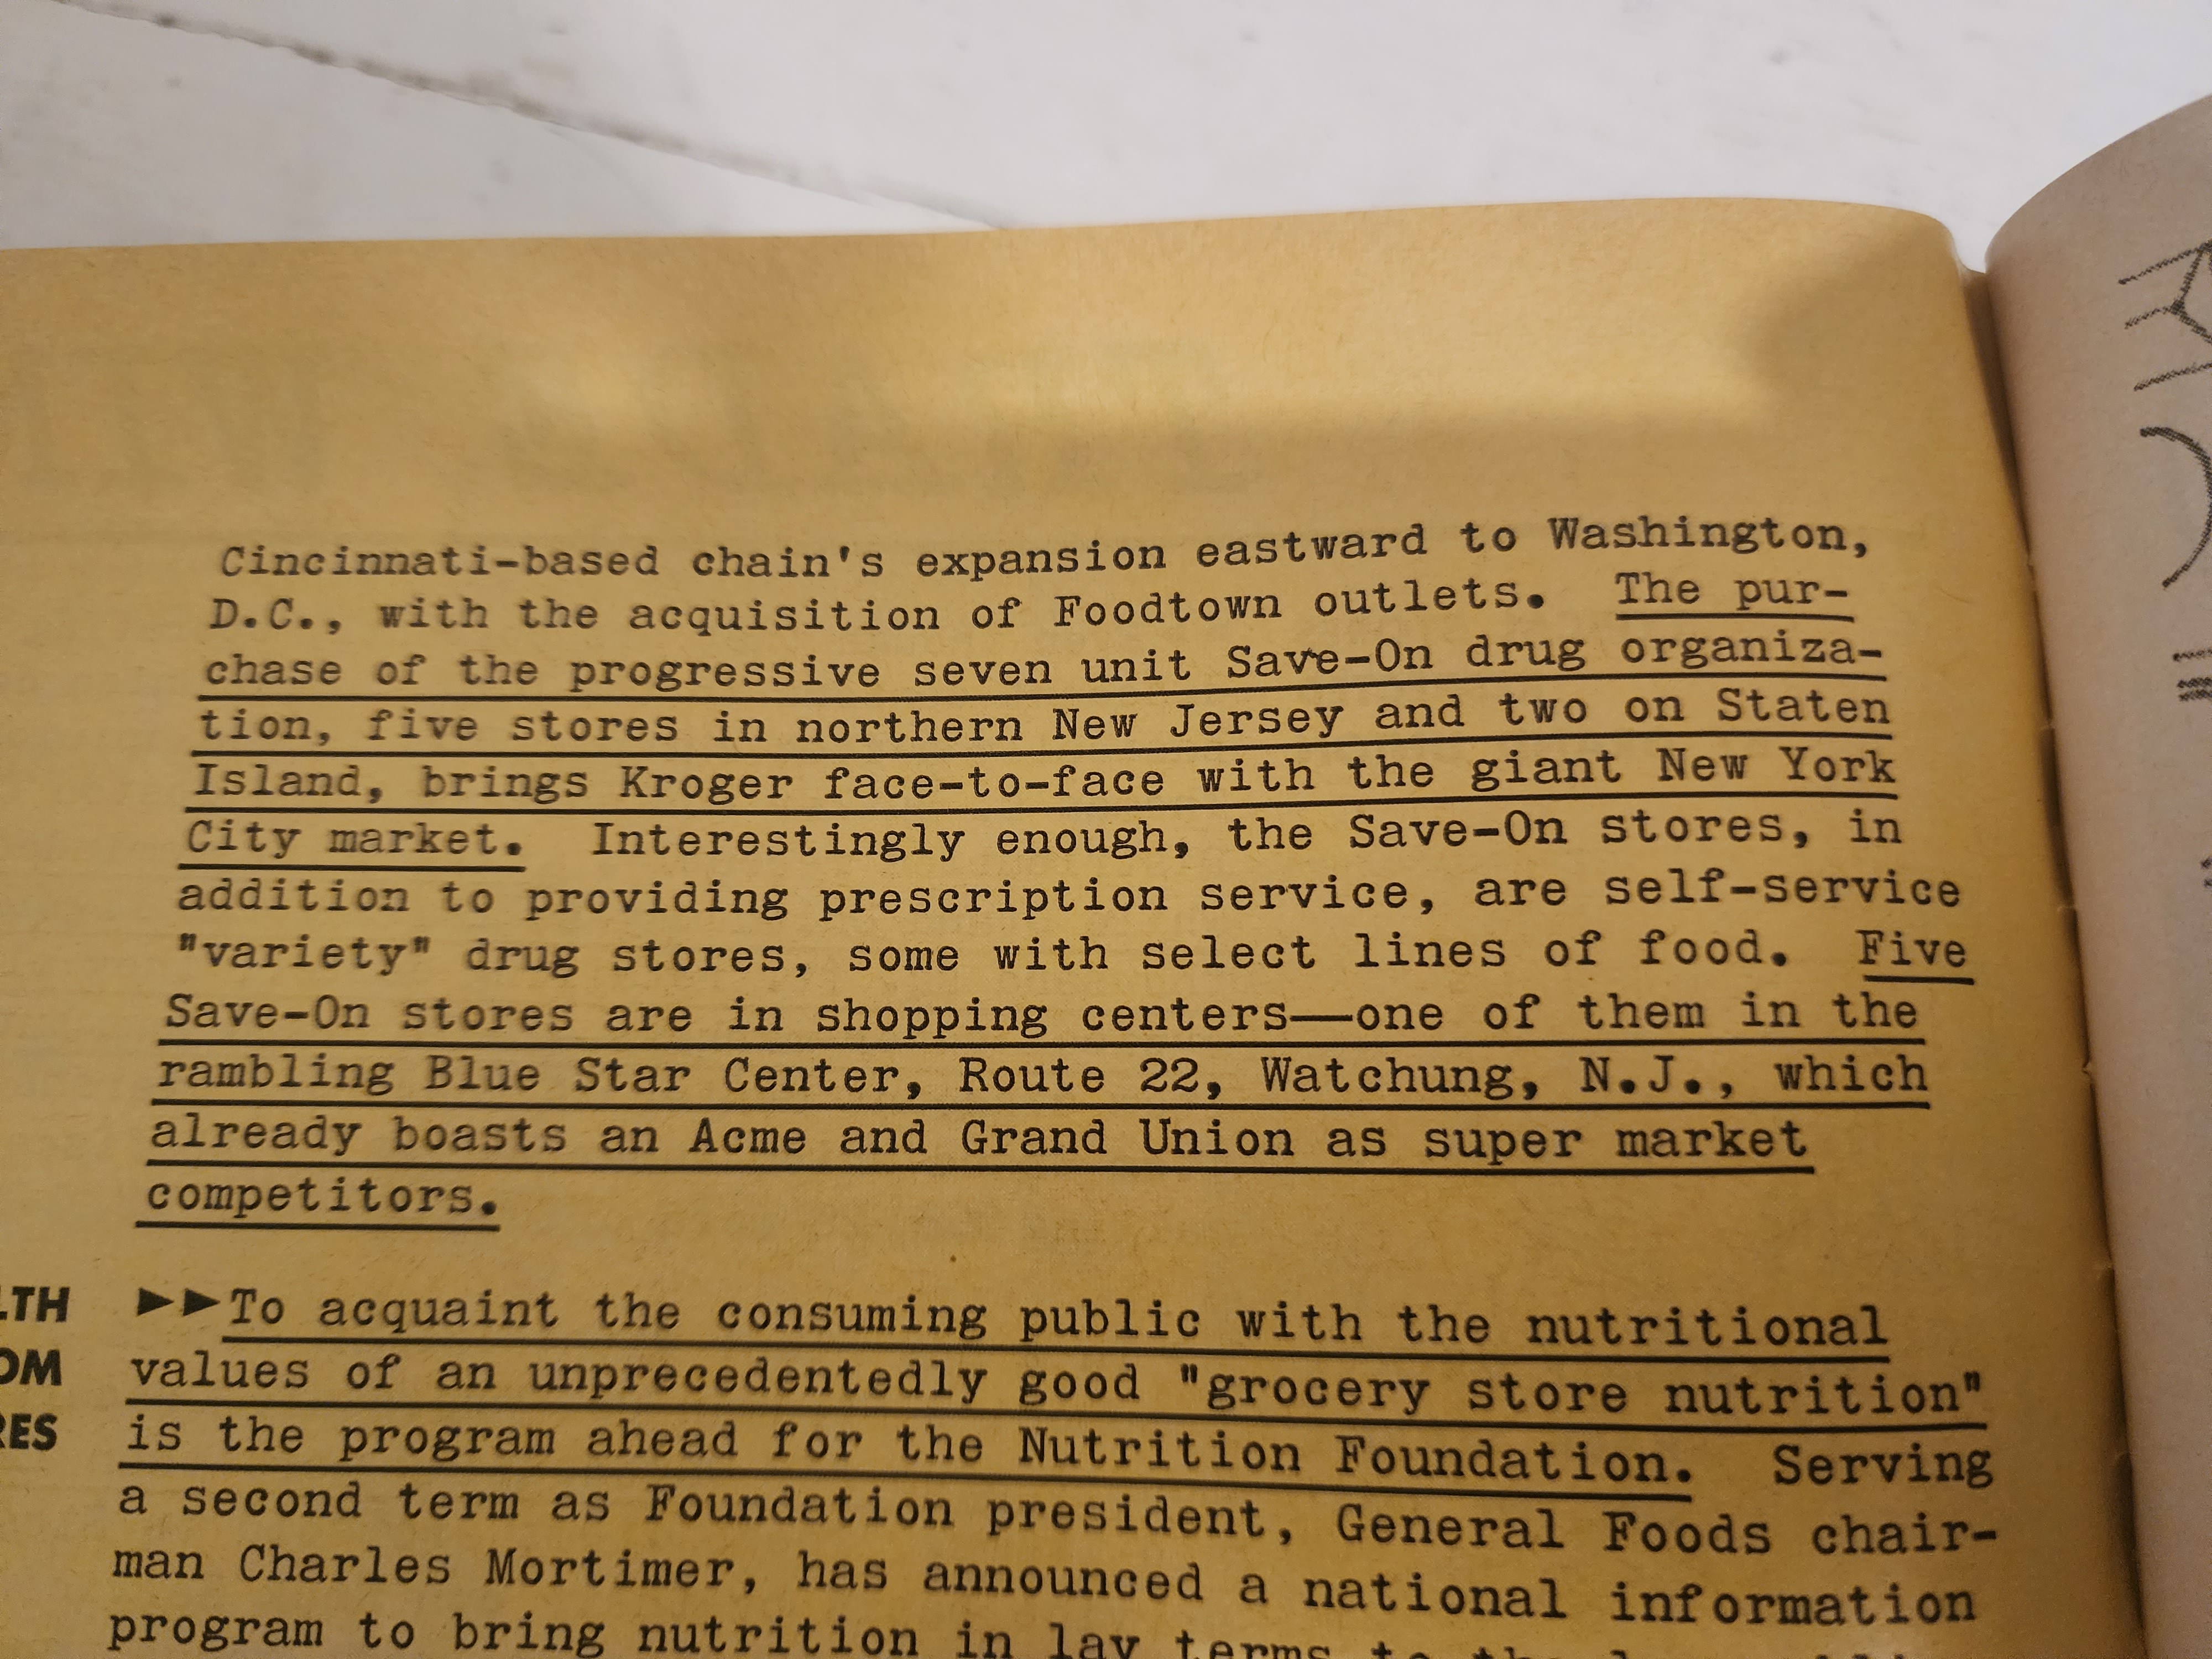 Cincinnati-based chain's expansion eastward to Washington,
D.C., with the acquisition of Foodtown outlets. The pur-
chase of the progressive seven unit Save-On drug organiza-
tion, five stores in northern New Jersey and two on Staten
Island, brings Kroger face-to-face with the giant New York
City market. Interestingly enough, the Save-On stores, in
addition to providing prescription service, are self-service
"variety" drug stores, some with select lines of food. Five
Save-On stores are in shopping centers—one of them in the
rambling Blue Star Center, Route 22, Watchung, N.J., which
already boasts an Acme and Grand Union as super market
competitors.
LTH
OM
RES
►►To acquaint the consuming public with the nutritional
values of an unprecedentedly good "grocery store nutrition"
is the program ahead for the Nutrition Foundation. Serving
a second term as Foundation president, General Foods chair-
man Charles Mortimer, has announced a national information
program to bring nutrition in lay terms to the